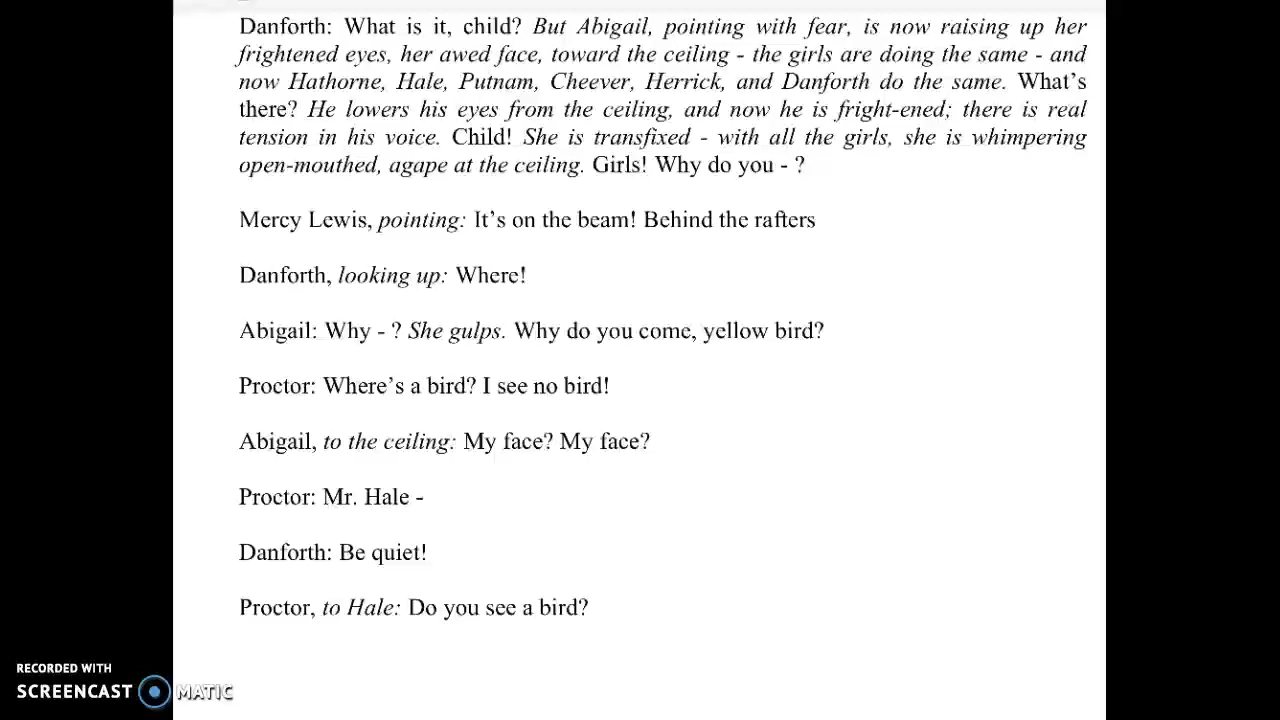 Danforth: What is it, child? But Abigail, pointing with fear, is now raising up her
frightened eyes, her awed face, toward the ceiling - the girls are doing the same - and
now Hathorne, Hale, Putnam, Cheever, Herrick, and Danforth do the same. What's
there? He lowers his eyes from the ceiling, and now he is fright-ened; there is real
tension in his voice. Child! She is transfixed - with all the girls, she is whimpering
open-mouthed, agape at the ceiling. Girls! Why do you - ?
Mercy Lewis, pointing: It's on the beam! Behind the rafters
Danforth, looking up: Where!
Abigail: Why - ? She gulps. Why do you come, yellow bird?
Proctor: Where's a bird? I see no bird!
Abigail, to the ceiling: My face? My face?
Proctor: Mr. Hale -
Danforth: Be quiet!
Proctor, to Hale: Do you see a bird?
RECORDED WITH
SCREENCAST MATIC